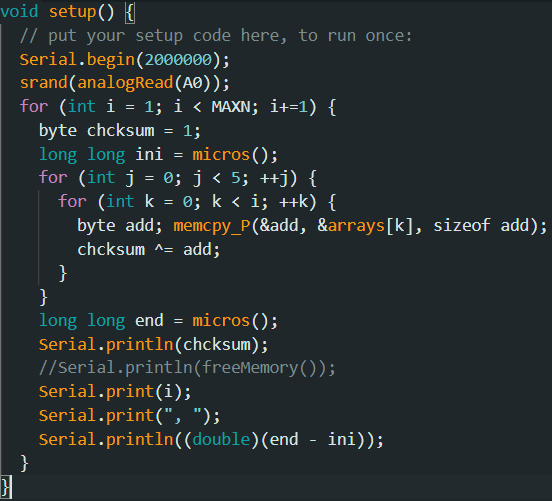 void setup() {
  // put your setup code here, to run once:
  Serial.begin(2000000);
  srand(analogRead(A0));
  for (int i = 1; i < MAXN; i+=1) {
    byte chcksum = 1;
    long long ini = micros();
    for (int j = 0; j < 5; ++j) {
      for (int k = 0; k < i; ++k) {
        byte add; memcpy_P(&add, &arrays[k], sizeof add);
        chcksum ^= add;
      }
    }
    long long end = micros();
    Serial.println(chcksum);
    //Serial.println(freeMemory());
    Serial.print(i);
    Serial.print(", ");
    Serial.println((double)(end - ini));
  }
}